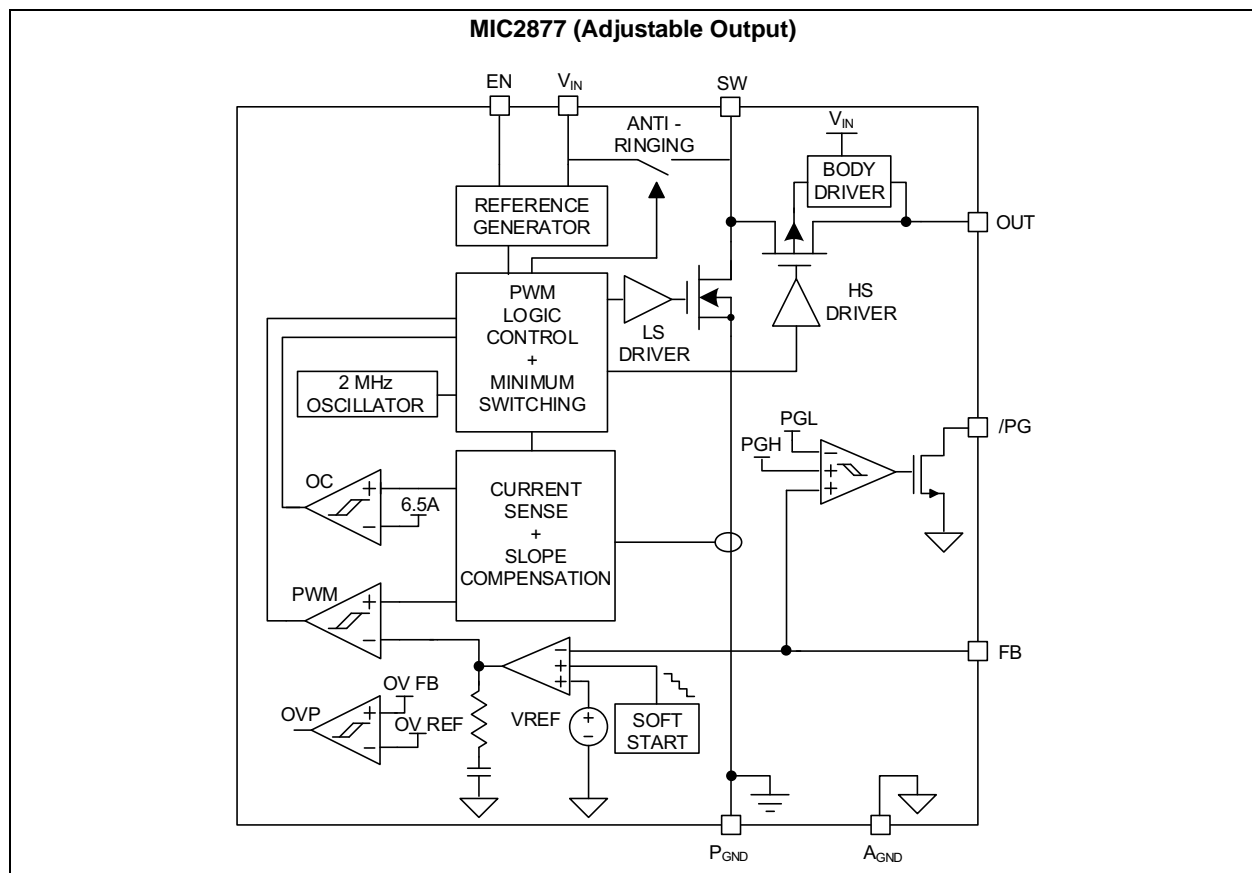 MIC2877 (Adjustable Output)
EN
VIN
SW
ANTI -
RINGING
VIN
BODY
DRIVER
REFERENCE
GENERATOR
OUT
PWM
LOGIC
CONTROL
+
MINIMUM
SWITCHING
LS
DRIVER
HS
DRIVER
2 MHz
OSCILLATOR
/PG
PGL
PGH
−
+
+
OC
+
−
6.5A
CURRENT
SENSE
+
SLOPE
COMPENSATION
PWM
+
−
FB
−
+
+
OV FB
OVP
+
−
OV REF
VREF
+
−
SOFT
START
PGND
AGND